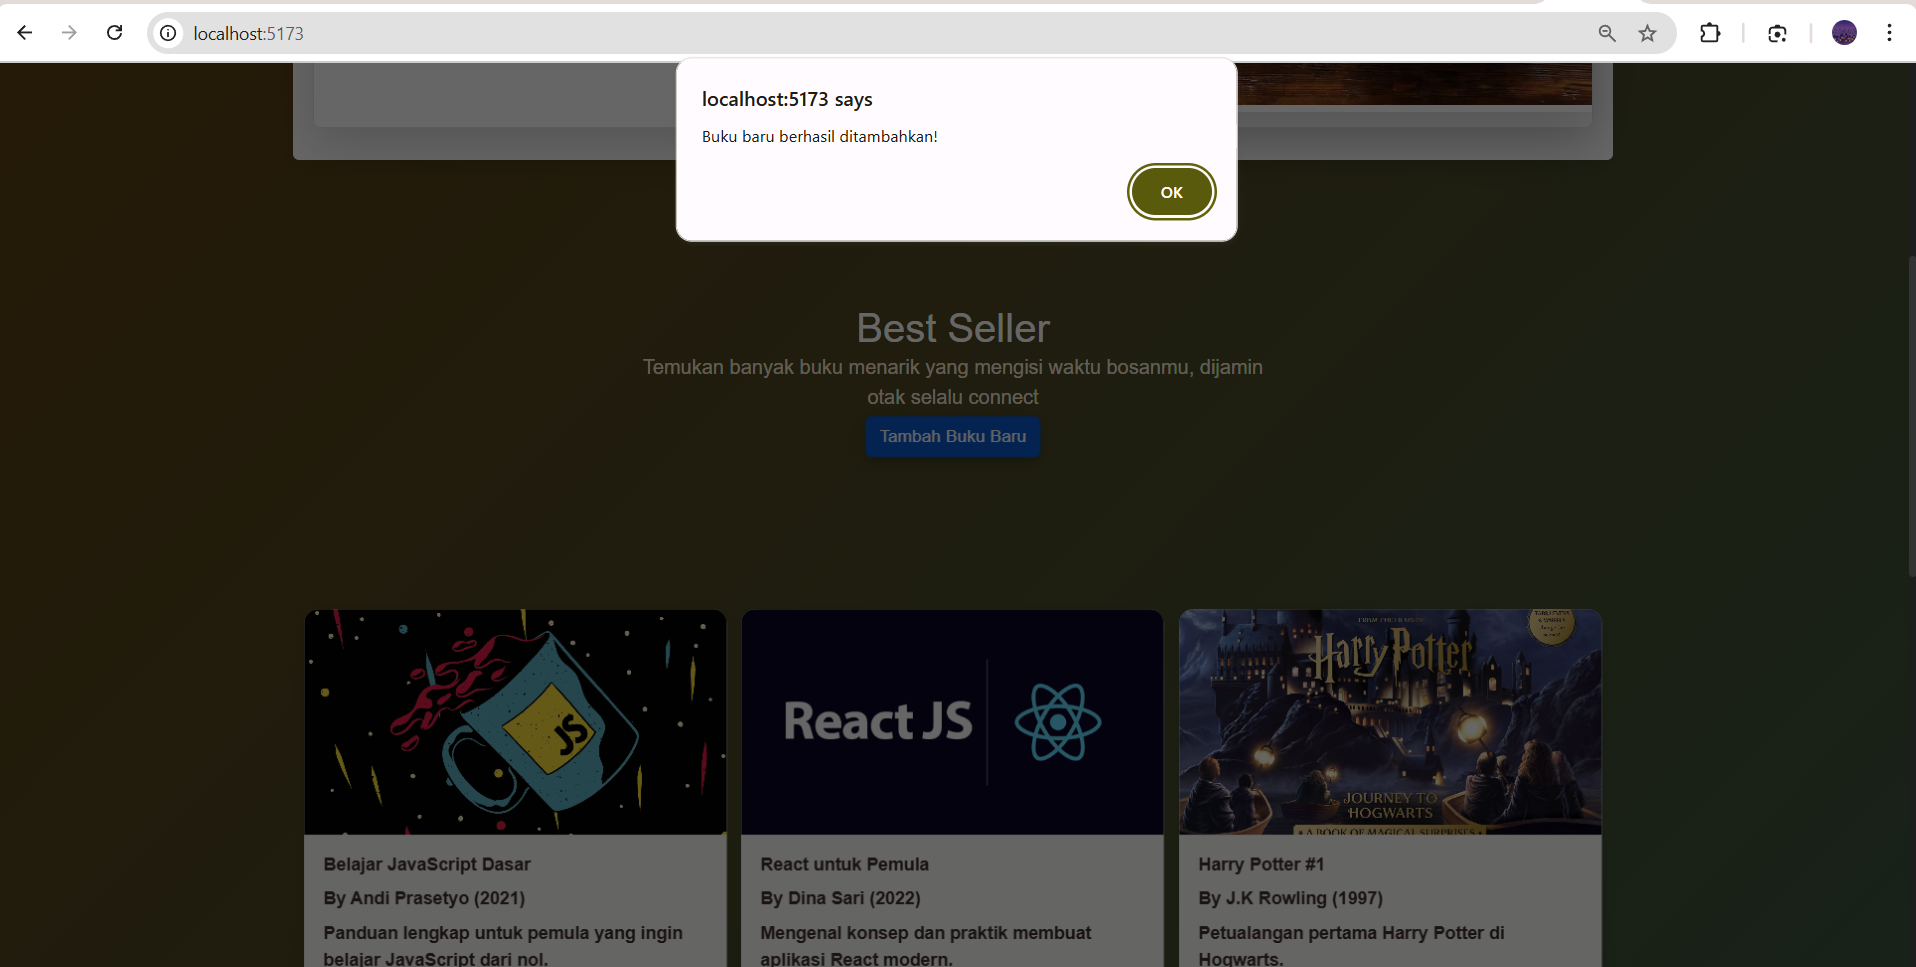 localhost:5173
localhost:5173 says
Buku baru berhasil ditambahkan!
OK
Best Seller
Temukan banyak buku menarik yang mengisi waktu bosanmu, dijamin
otak selalu connect
Tambah Buku Baru
JS
React JS
Harry Potter
JOURNEY TO
HOGWARTS
• A BOOK OF MAGICAL SURPRISES •
Belajar JavaScript Dasar
By Andi Prasetyo (2021)
Panduan lengkap untuk pemula yang ingin
belajar JavaScript dari nol.
React untuk Pemula
By Dina Sari (2022)
Mengenal konsep dan praktik membuat
aplikasi React modern.
Harry Potter #1
By J.K Rowling (1997)
Petualangan pertama Harry Potter di
Hogwarts.